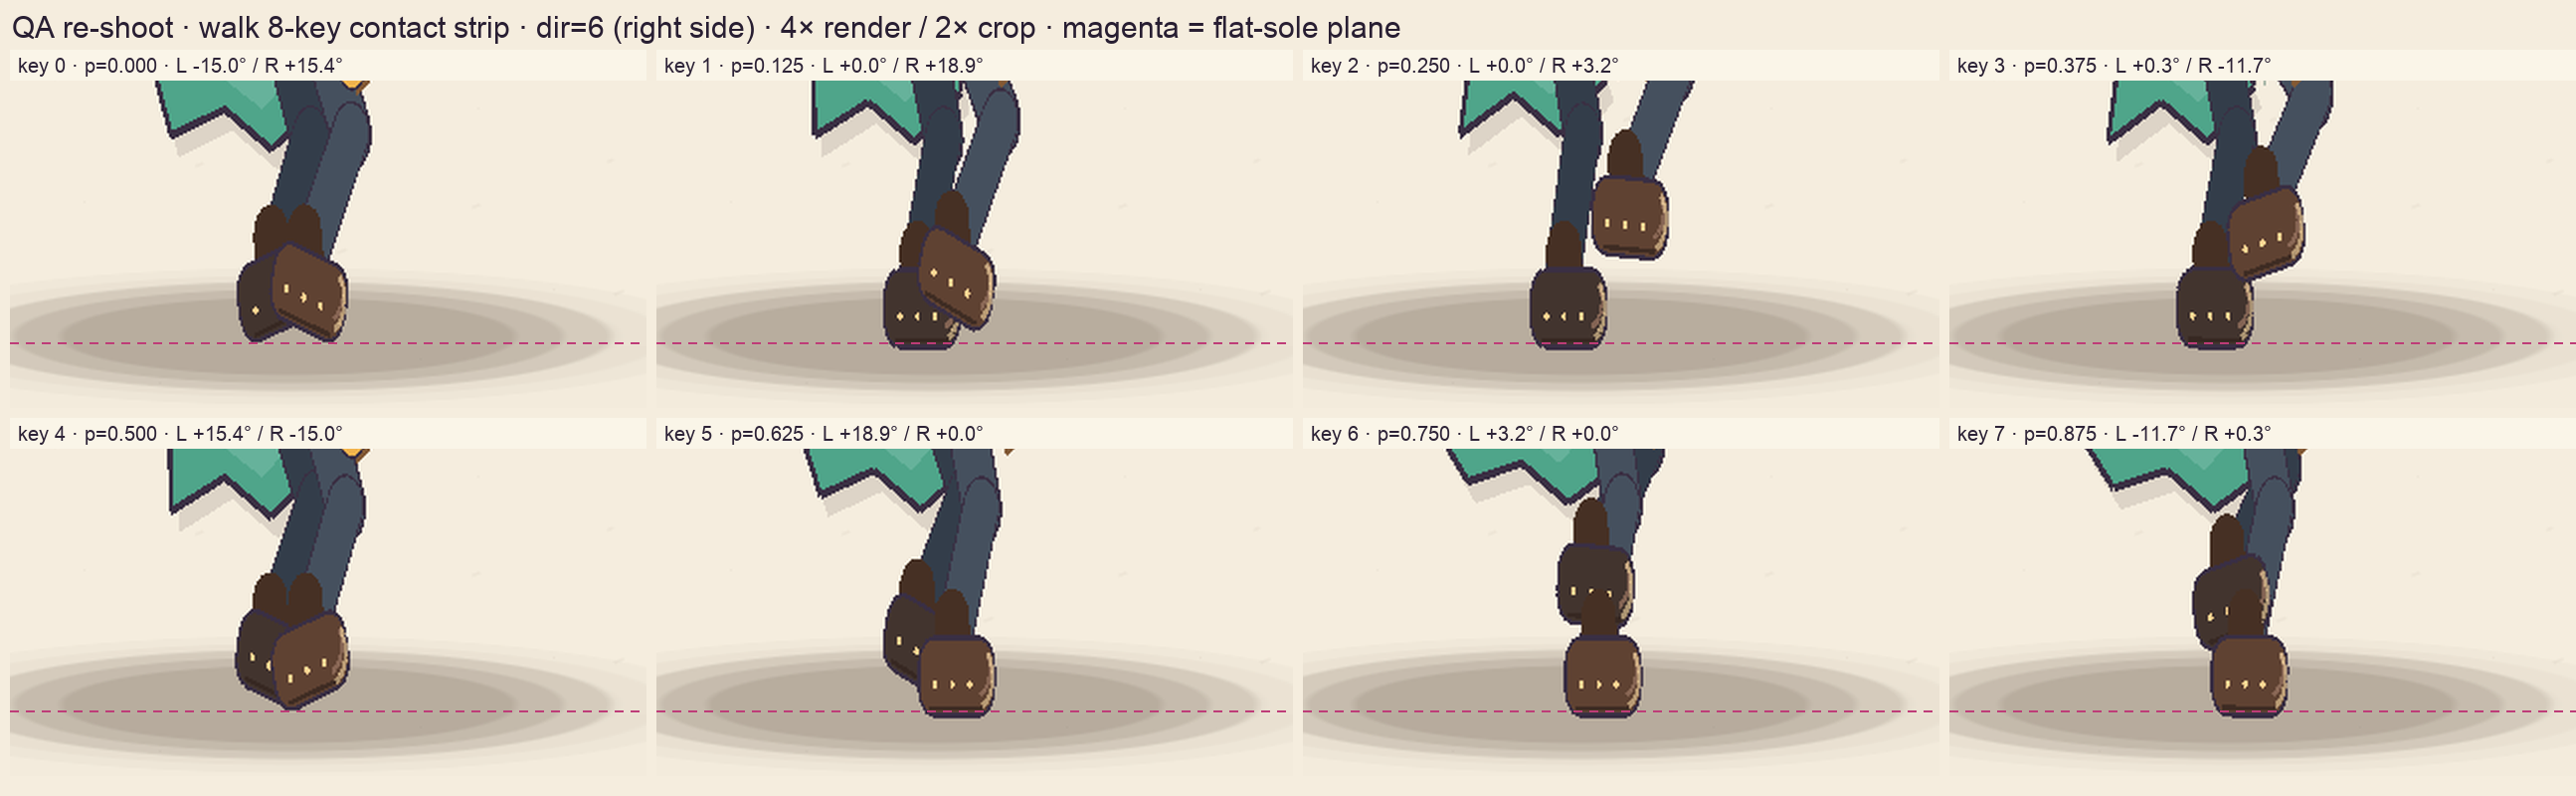 QA re-shoot · walk 8-key contact strip · dir=6 (right side) · 4× render / 2× crop · magenta = flat-sole plane
key 0 · p=0.000 · L -15.0° / R +15.4°
key 1 · p=0.125 · L +0.0° / R +18.9°
key 2 · p=0.250 · L +0.0° / R +3.2°
key 3 · p=0.375 · L +0.3° / R -11.7°
key 4 · p=0.500 · L +15.4° / R -15.0°
key 5 · p=0.625 · L +18.9° / R +0.0°
key 6 · p=0.750 · L +3.2° / R +0.0°
key 7 · p=0.875 · L -11.7° / R +0.3°